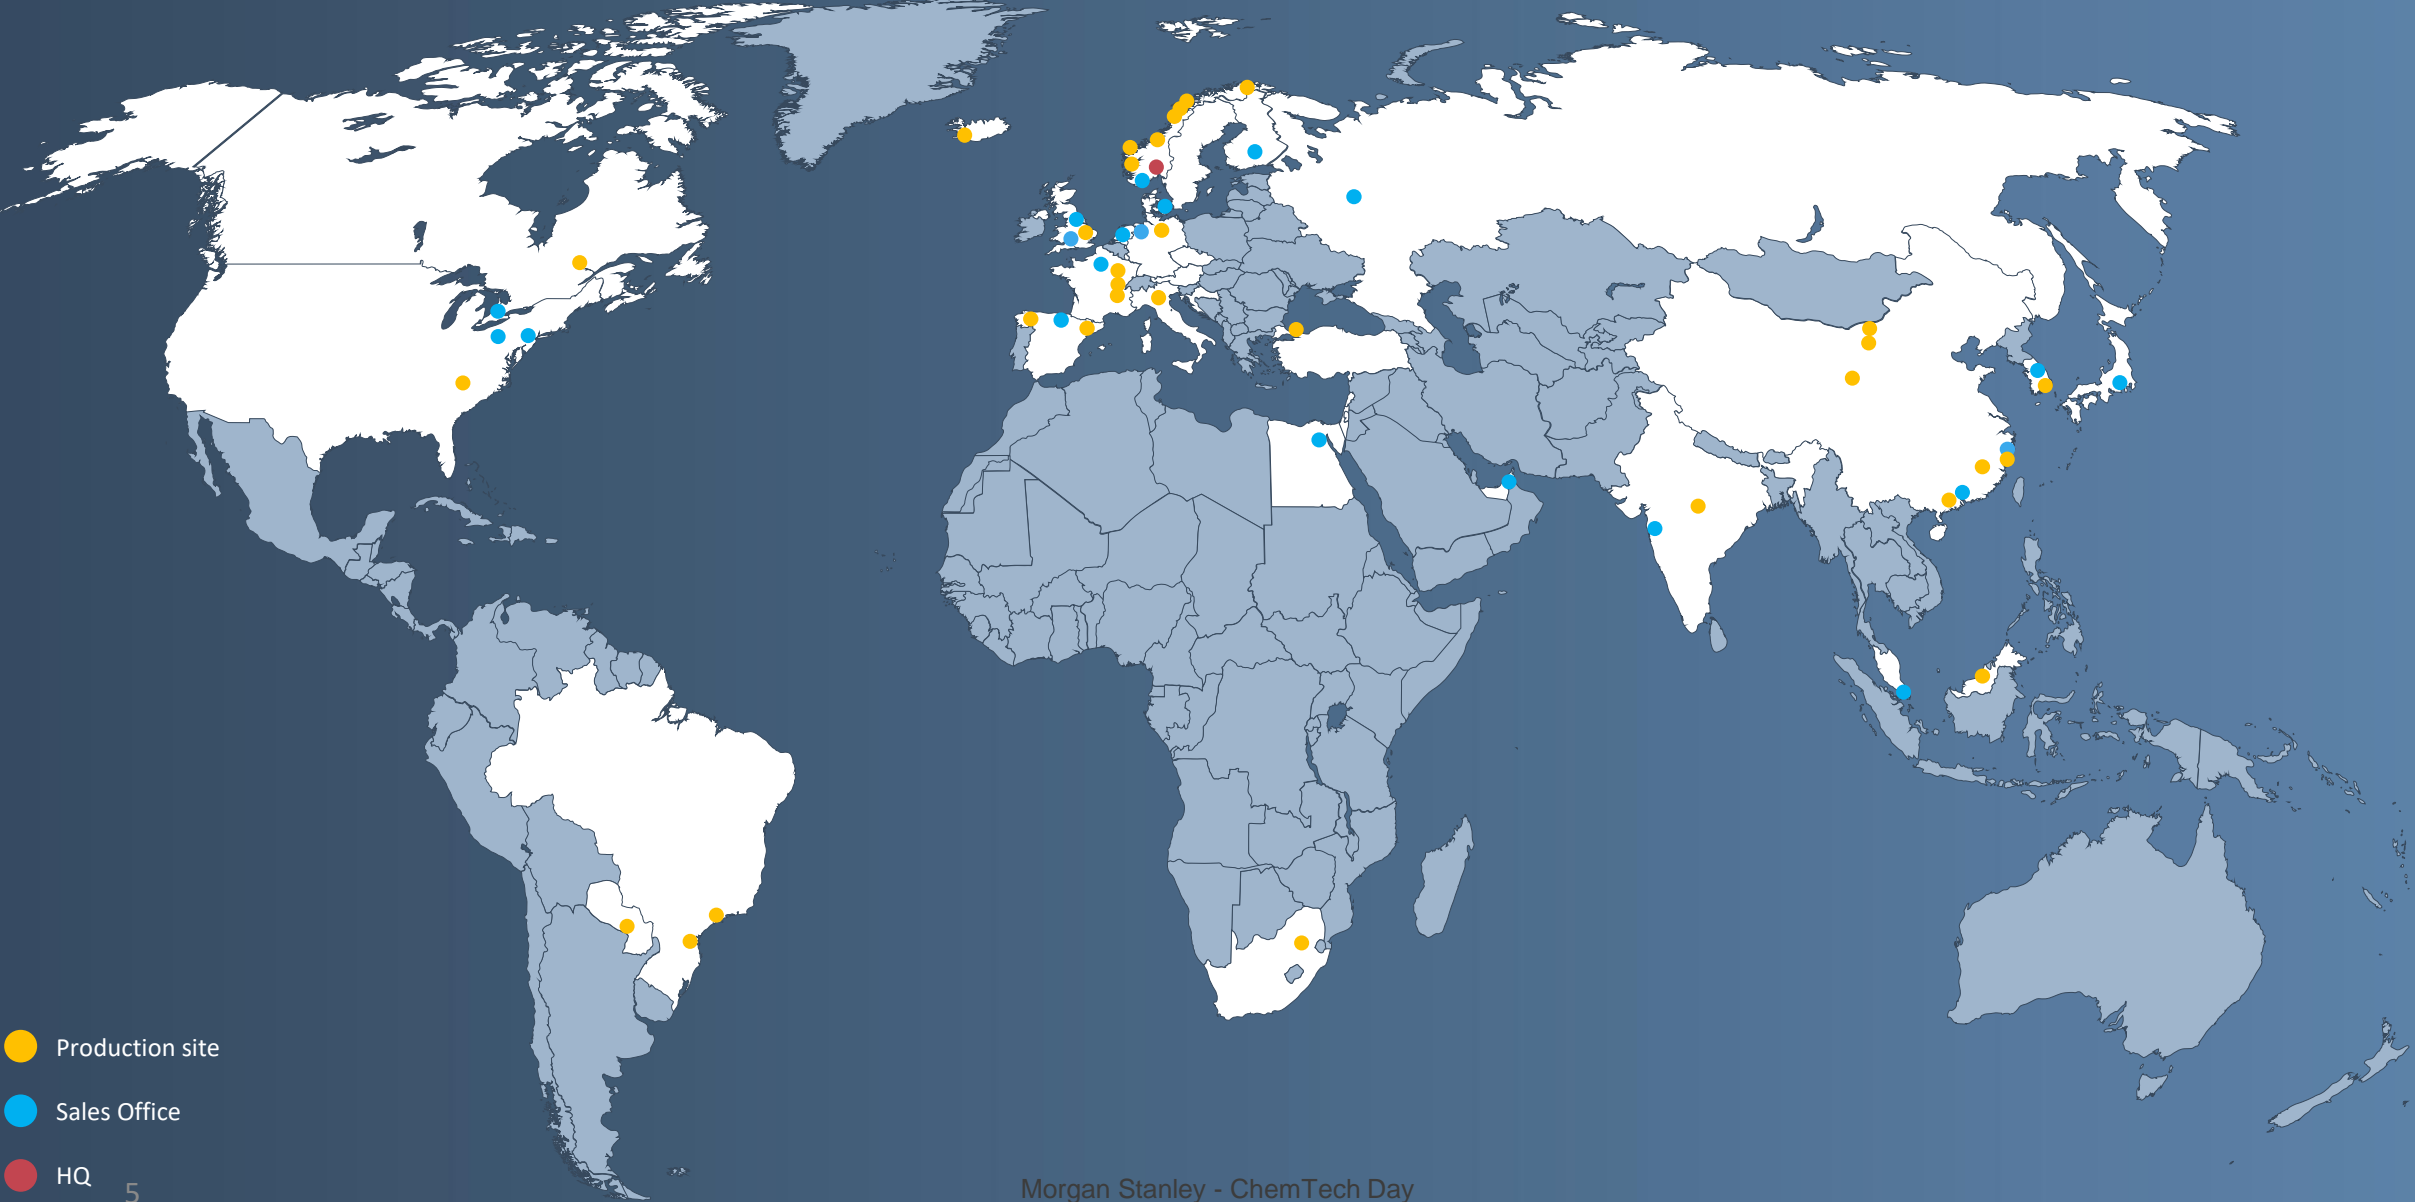 Production site
Sales Office
HQ
5
Morgan Stanley - ChemTech Day